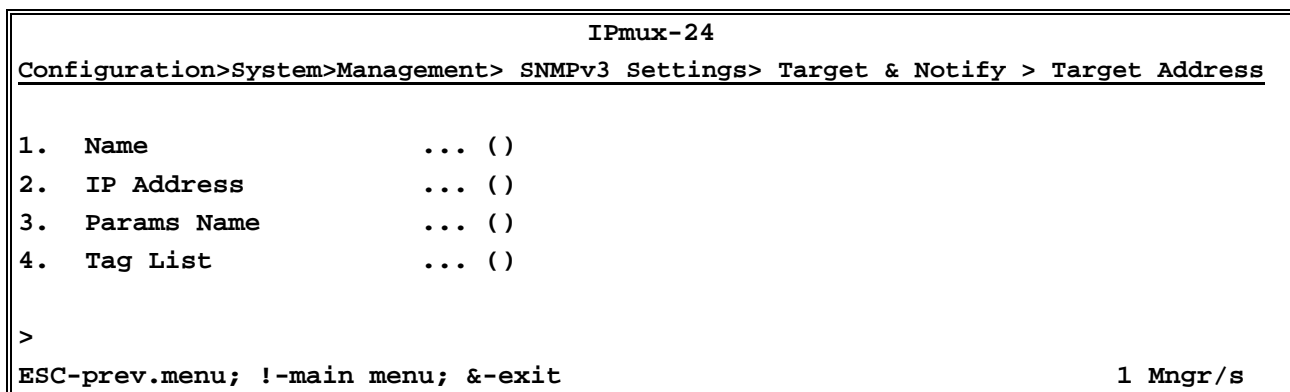 IPmux-24
Configuration>System>Management> SNMPv3 Settings> Target & Notify > Target Address
1. Name ... ()
2. IP Address ... ()
3. Params Name ... ()
4. Tag List ... ()
>
ESC-prev.menu; !-main menu; &-exit 1 Mngr/s